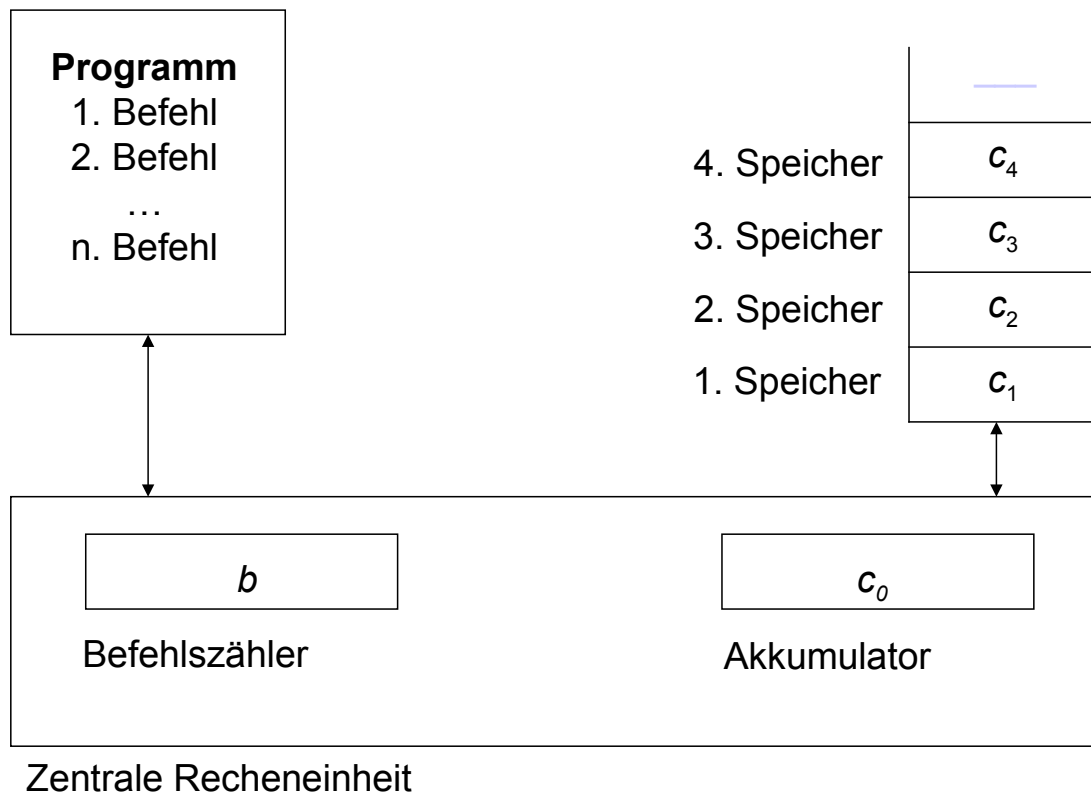 Programm
1. Befehl
2. Befehl
…
n. Befehl
4. Speicher c₄
3. Speicher c₃
2. Speicher c₂
1. Speicher c₁
b c₀
Befehlszähler Akkumulator
Zentrale Recheneinheit